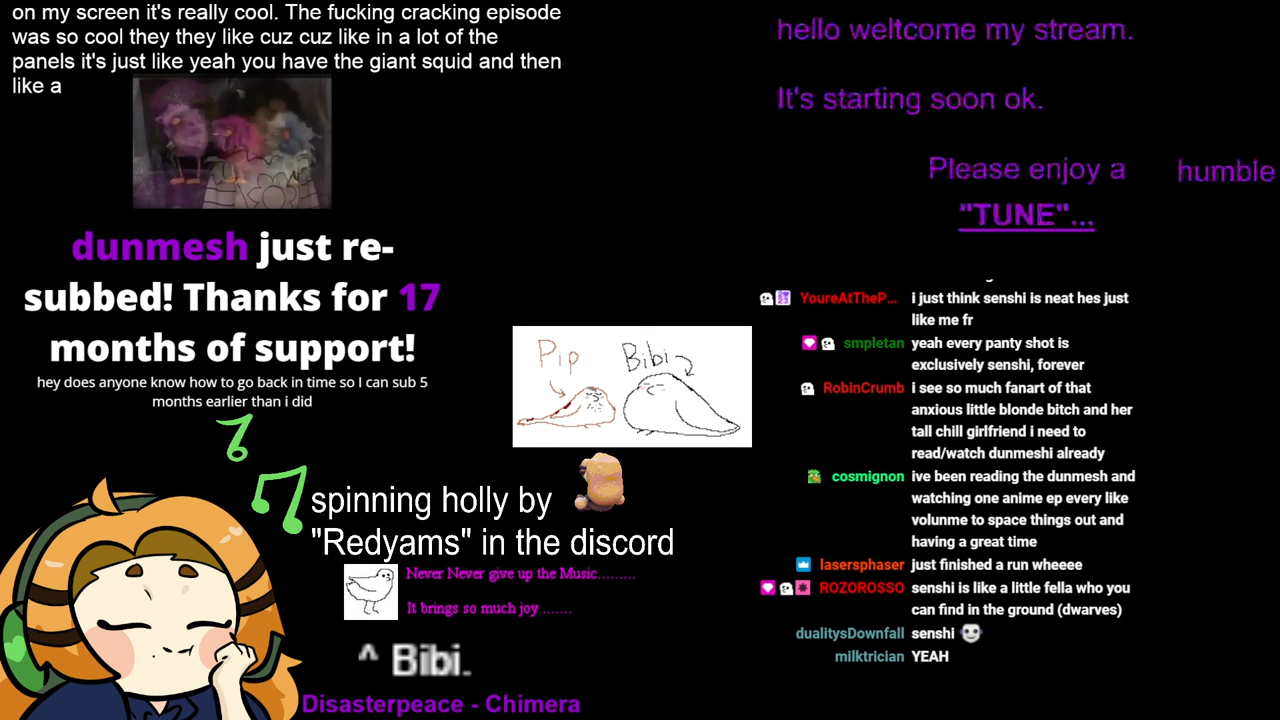 on my screen it's really cool. The fucking cracking episode
was so cool they they like cuz cuz like in a lot of the
panels it's just like yeah you have the giant squid and then
like a
hello weltcome my stream.
It's starting soon ok.
Please enjoy a humble
"TUNE"...
dunmesh just re-
subbed! Thanks for 17
months of support!
hey does anyone know how to go back in time so I can sub 5
months earlier than i did
Pip
Bibi
spinning holly by
"Redyams" in the discord
Never Never give up the Music.........
It brings so much joy .......
^ Bibi.
Disasterpeace - Chimera
YoureAtTheP... i just think senshi is neat hes just
like me fr
smpletan yeah every panty shot is
exclusively senshi, forever
RobinCrumb i see so much fanart of that
anxious little blonde bitch and her
tall chill girlfriend i need to
read/watch dunmeshi already
cosmignon ive been reading the dunmesh and
watching one anime ep every like
volunme to space things out and
having a great time
lasersphaser just finished a run wheeee
ROZOROSSO senshi is like a little fella who you
can find in the ground (dwarves)
dualitysDownfall senshi
milktrician YEAH